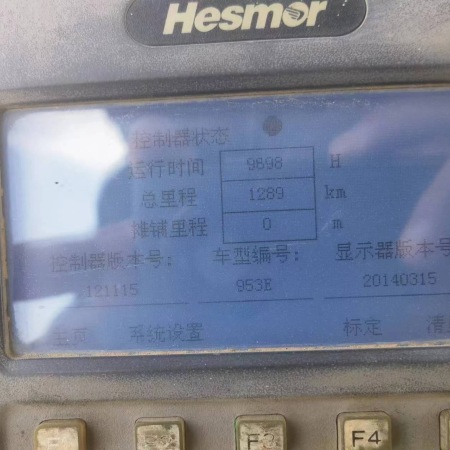 Hesmor
控制器状态
运行时间 9898 H
总里程 1289 km
摊铺里程 0 m
控制器版本号: 车型编号: 显示器版本号
121115 953E 20140315
主页 系统设置 标定 清
F3 F4